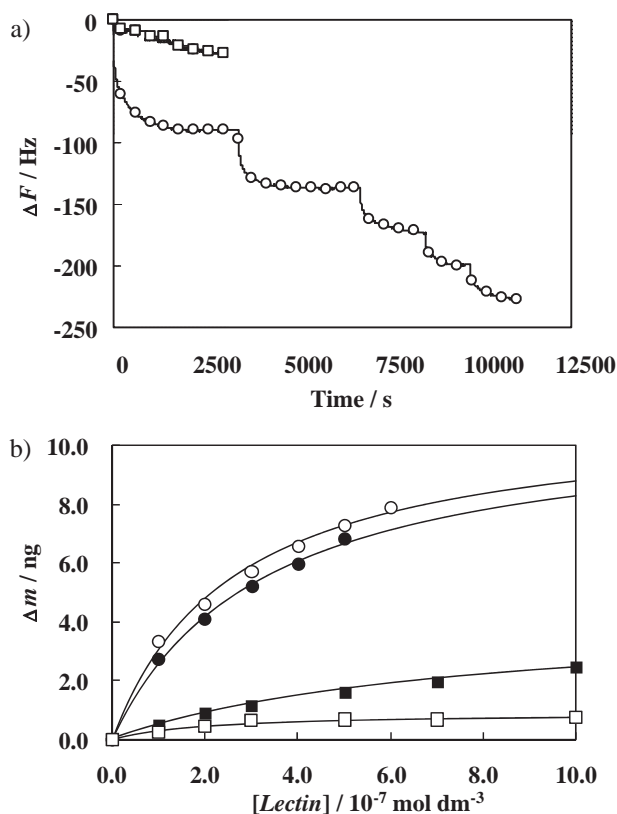 a)
0
-50
-100
-150
-200
-250
ΔF / Hz
0 2500 5000 7500 10000 12500
Time / s
b)
10.0
8.0
6.0
4.0
2.0
0.0
Δm / ng
0.0 2.0 4.0 6.0 8.0 10.0
[Lectin] / 10⁻⁷ mol dm⁻³